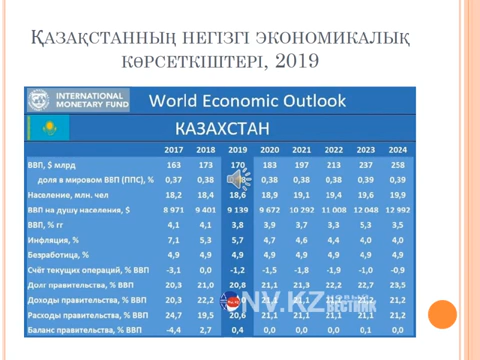 Қазақстанның негізгі экономикалық
көрсеткіштері, 2019
INTERNATIONAL
MONETARY FUND
World Economic Outlook
КАЗАХСТАН
2017 2018 2019 2020 2021 2022 2023 2024
ВВП, $ млрд 163 173 170 183 197 213 237 258
доля в мировом ВВП (ППС), % 0,37 0,38 0,38 0,38 0,38 0,39 0,39
Население, млн. чел 18,2 18,4 18,6 18,9 19,1 19,4 19,6 19,9
ВВП на душу населения, $ 8 971 9 401 9 139 9 672 10 292 11 008 12 048 12 992
ВВП, % гг 4,1 4,1 3,8 3,9 3,7 3,3 5,3 3,5
Инфляция, % 7,1 5,3 5,7 4,7 4,6 4,4 4,0 4,0
Безработица, % 4,9 4,9 4,9 4,9 4,9 4,9 4,9 4,9
Счёт текущих операций, % ВВП -3,1 0,0 -1,2 -1,5 -1,8 -1,9 -1,0 -0,9
Долг правительства, % ВВП 20,3 21,0 20,8 21,1 21,3 22,2 22,7 23,5
Доходы правительства, % ВВП 20,3 22,2 21,1 21,1 21,2 21,2
Расходы правительства, % ВВП 24,7 19,5 20,6 21,1 21,1 21,1 21,1 21,2
Баланс правительства, % ВВП -4,4 2,7 0,4 0,0 0,0 0,0 0,1 0,0
NV.KZ
ВЕСТНИК